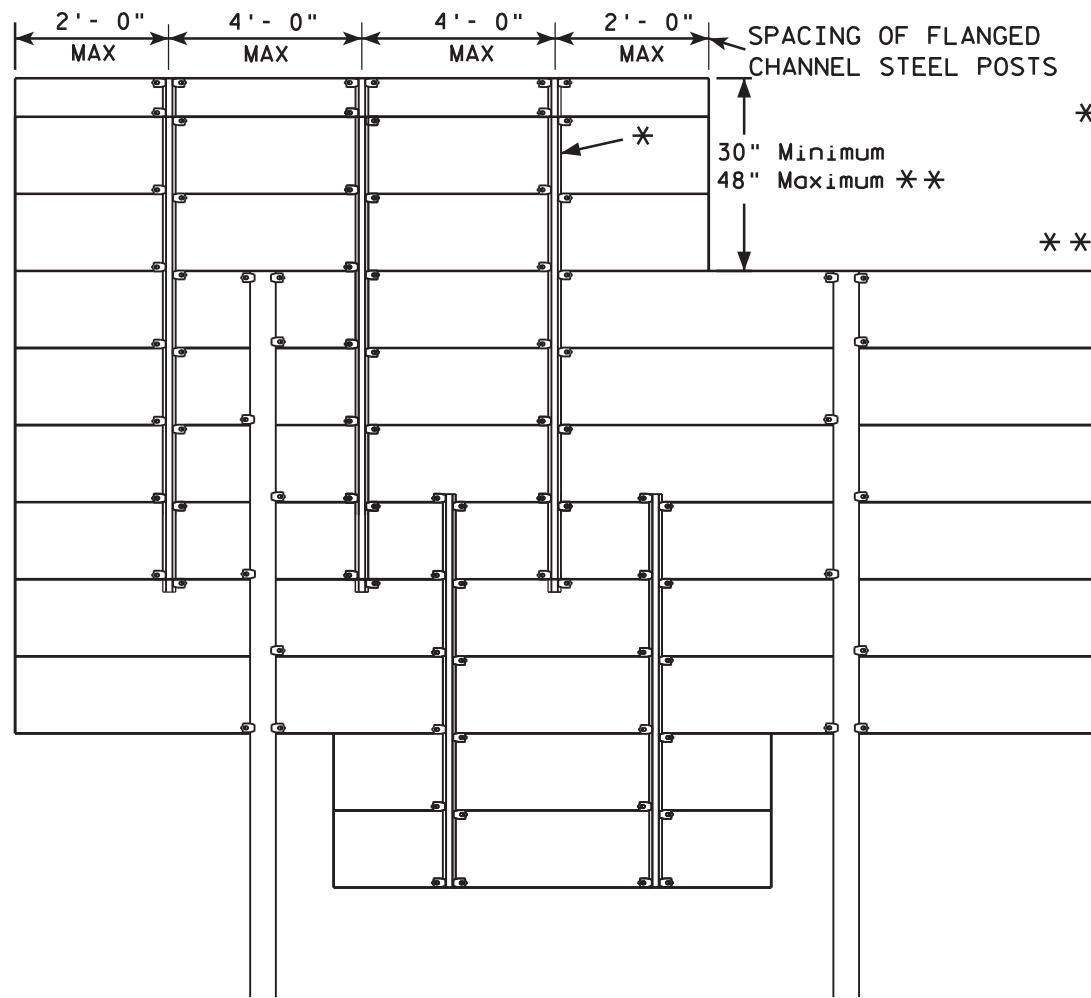 2'- 0" 4'- 0" 4'- 0" 2'- 0"
MAX MAX MAX MAX
SPACING OF FLANGED
CHANNEL STEEL POSTS
*
*
30" Minimum
48" Maximum * *
* *